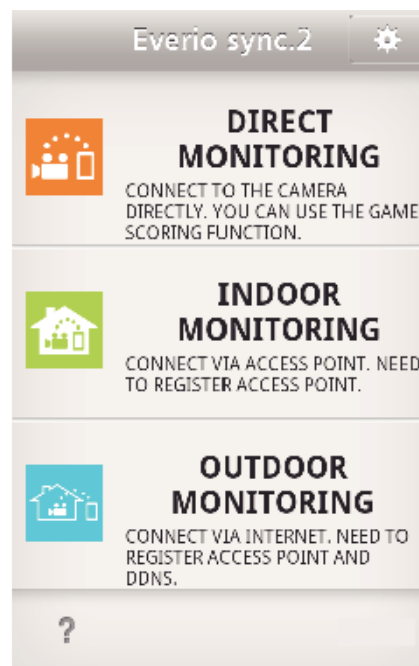 Everio sync.2
DIRECT
MONITORING
CONNECT TO THE CAMERA
DIRECTLY. YOU CAN USE THE GAME
SCORING FUNCTION.
INDOOR
MONITORING
CONNECT VIA ACCESS POINT. NEED
TO REGISTER ACCESS POINT.
OUTDOOR
MONITORING
CONNECT VIA INTERNET. NEED TO
REGISTER ACCESS POINT AND
DDNS.
?